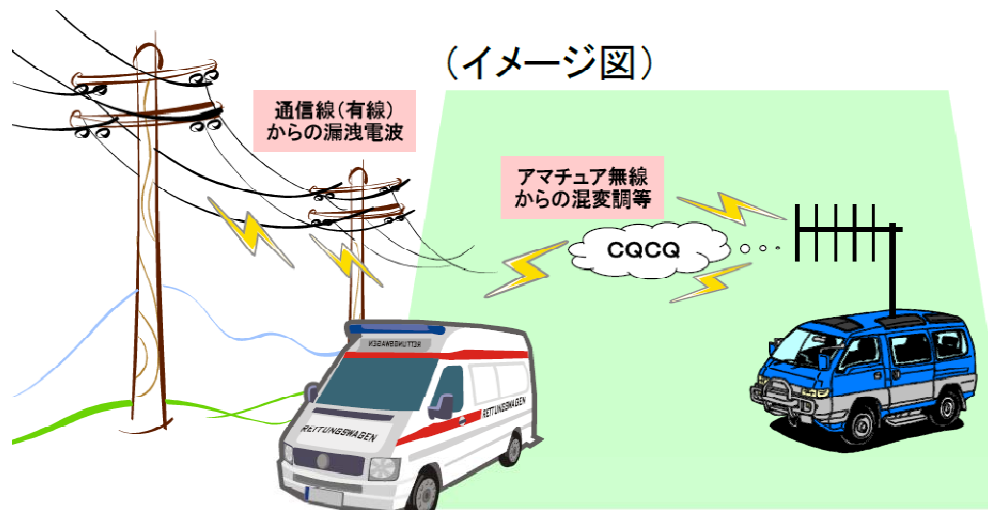 （イメージ図）
通信線（有線）
からの漏洩電波
アマチュア無線
からの混変調等
CQCQ
RETTUNGSWAGEN
RETTUNGSWAGEN
RETTUNGSWAGEN